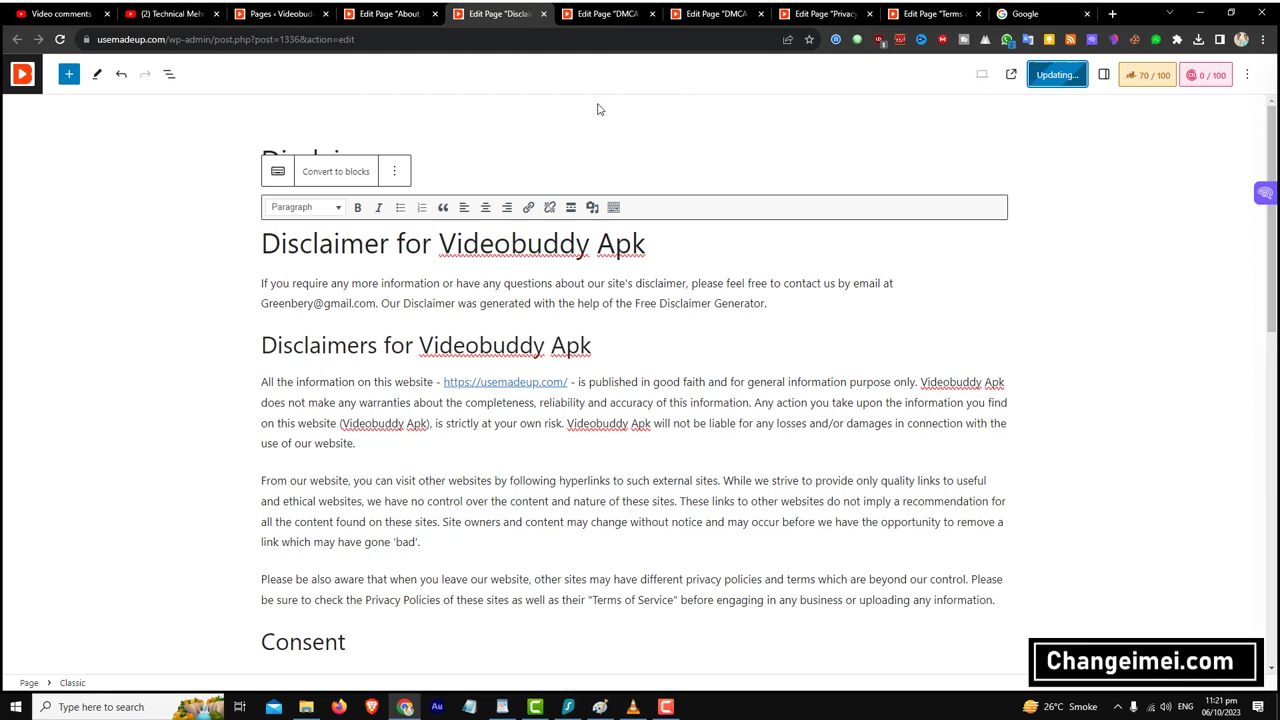 Video comments
(2) Technical Meh
Pages ‹ Videobudd
Edit Page "About
Edit Page "Disclai
Edit Page "DMCA
Edit Page "DMCA
Edit Page "Privacy
Edit Page "Terms
Google
usemadeup.com/wp-admin/post.php?post=1336&action=edit
Updating...
70 / 100
0 / 100
Convert to blocks
Paragraph
Disclaimer for Videobuddy Apk
If you require any more information or have any questions about our site's disclaimer, please feel free to contact us by email at
Greenbery@gmail.com. Our Disclaimer was generated with the help of the Free Disclaimer Generator.
Disclaimers for Videobuddy Apk
All the information on this website - https://usemadeup.com/ - is published in good faith and for general information purpose only. Videobuddy Apk
does not make any warranties about the completeness, reliability and accuracy of this information. Any action you take upon the information you find
on this website (Videobuddy Apk), is strictly at your own risk. Videobuddy Apk will not be liable for any losses and/or damages in connection with the
use of our website.
From our website, you can visit other websites by following hyperlinks to such external sites. While we strive to provide only quality links to useful
and ethical websites, we have no control over the content and nature of these sites. These links to other websites do not imply a recommendation for
all the content found on these sites. Site owners and content may change without notice and may occur before we have the opportunity to remove a
link which may have gone 'bad'.
Please be also aware that when you leave our website, other sites may have different privacy policies and terms which are beyond our control. Please
be sure to check the Privacy Policies of these sites as well as their "Terms of Service" before engaging in any business or uploading any information.
Consent
Changeimei.com
Page
Classic
Type here to search
26°C Smoke
ENG
11:21 pm
06/10/2023